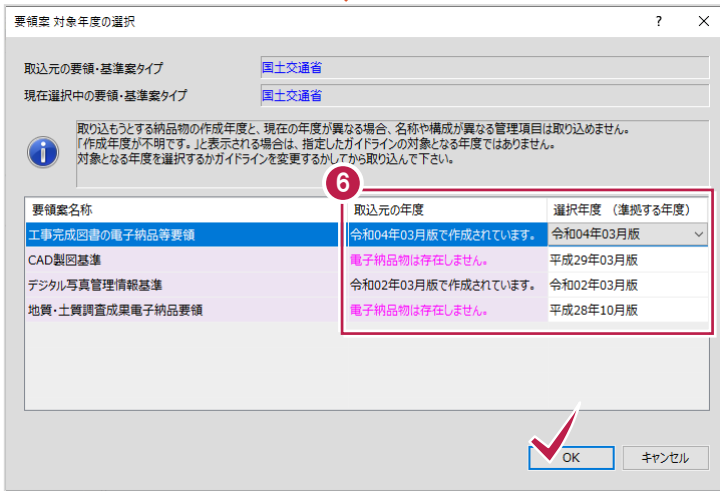 要領案 対象年度の選択
? ×
取込元の要領・基準案タイプ 国土交通省
現在選択中の要領・基準案タイプ 国土交通省
取り込もうとする納品物の作成年度と、現在の年度が異なる場合、名称や構成が異なる管理項目は取り込めません。
「作成年度が不明です。」と表示される場合は、指定したガイドラインの対象となる年度ではありません。
対象となる年度を選択するかガイドラインを変更するかしてから取り込んで下さい。
6
要領案名称 取込元の年度 選択年度 (準拠する年度)
工事完成図書の電子納品等要領 令和04年03月版で作成されています。 令和04年03月版
CAD製図基準 電子納品物は存在しません。 平成29年03月版
デジタル写真管理情報基準 令和02年03月版で作成されています。 令和02年03月版
地質・土質調査成果電子納品要領 電子納品物は存在しません。 平成28年10月版
OK キャンセル